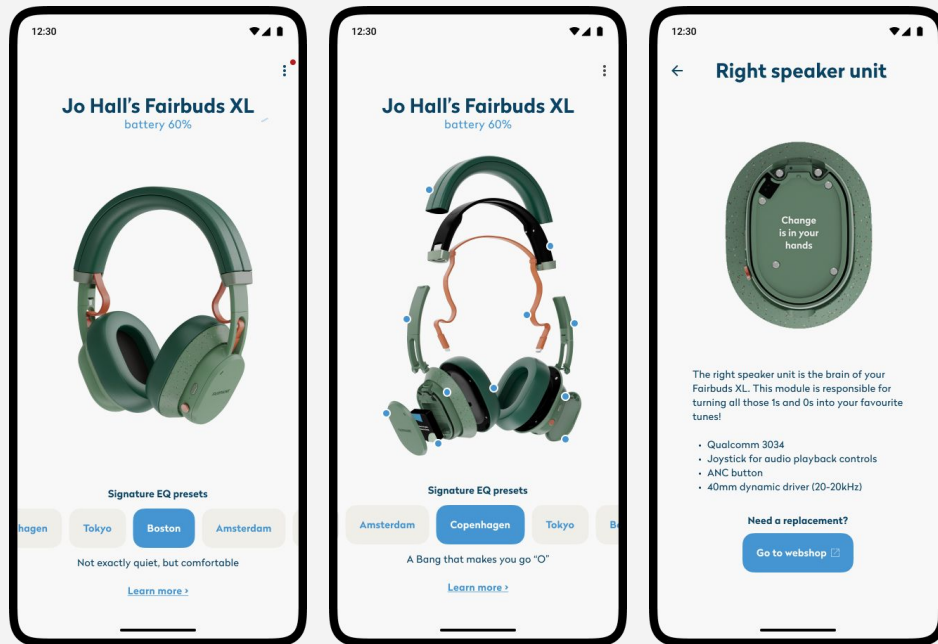 12:30
Jo Hall's Fairbuds XL
battery 60%
Signature EQ presets
hagen
Tokyo
Boston
Amsterdam
Not exactly quiet, but comfortable
Learn more >
12:30
Jo Hall's Fairbuds XL
battery 60%
Signature EQ presets
Amsterdam
Copenhagen
Tokyo
B
A Bang that makes you go “O”
Learn more >
12:30
Right speaker unit
Change
is in your
hands
The right speaker unit is the brain of your
Fairbuds XL. This module is responsible for
turning all those 1s and 0s into your favourite
tunes!
• Qualcomm 3034
• Joystick for audio playback controls
• ANC button
• 40mm dynamic driver (20-20kHz)
Need a replacement?
Go to webshop